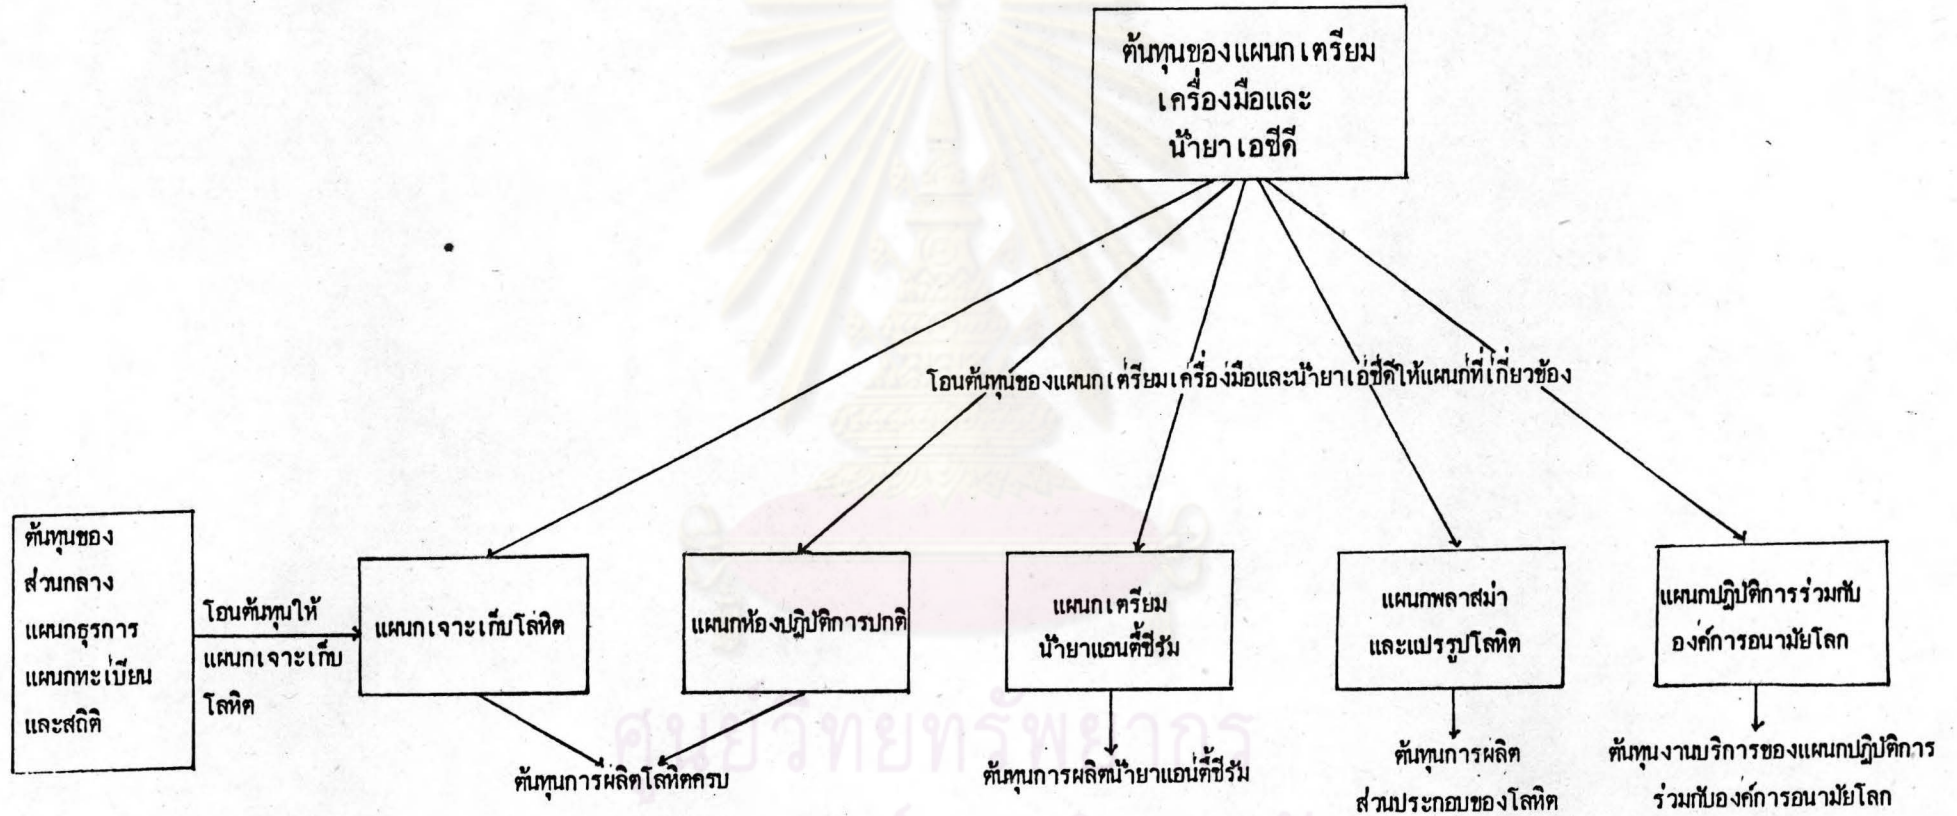 ต้นทุนของแผนกเตรียม
เครื่องมือและ
น้ำยาเอซีดี
โอนต้นทุนของแผนกเตรียมเครื่องมือและน้ำยาเอซีดีให้แผนกที่เกี่ยวข้อง
ต้นทุนของ
ส่วนกลาง
แผนกธุรการ
แผนกทะเบียน
และสถิติ
โอนต้นทุนให้
แผนกเจาะเก็บ
โลหิต
แผนกเจาะเก็บโลหิต
แผนกห้องปฏิบัติการปกติ
แผนกเตรียม
น้ำยาแอนตี้ซีรัม
แผนกพลาสม่า
และแปรรูปโลหิต
แผนกปฏิบัติการร่วมกับ
องค์การอนามัยโลก
ต้นทุนการผลิตโลหิตครบ
ต้นทุนการผลิตน้ำยาแอนตี้ซีรัม
ต้นทุนการผลิต
ส่วนประกอบของโลหิต
ต้นทุนงานบริการของแผนกปฏิบัติการ
ร่วมกับองค์การอนามัยโลก
ศูนย์วิทยทรัพยากร